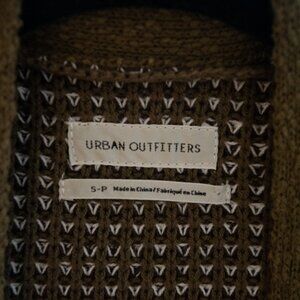 URBAN OUTFITTERS
S-P Made in China/Fabriqué en Chine